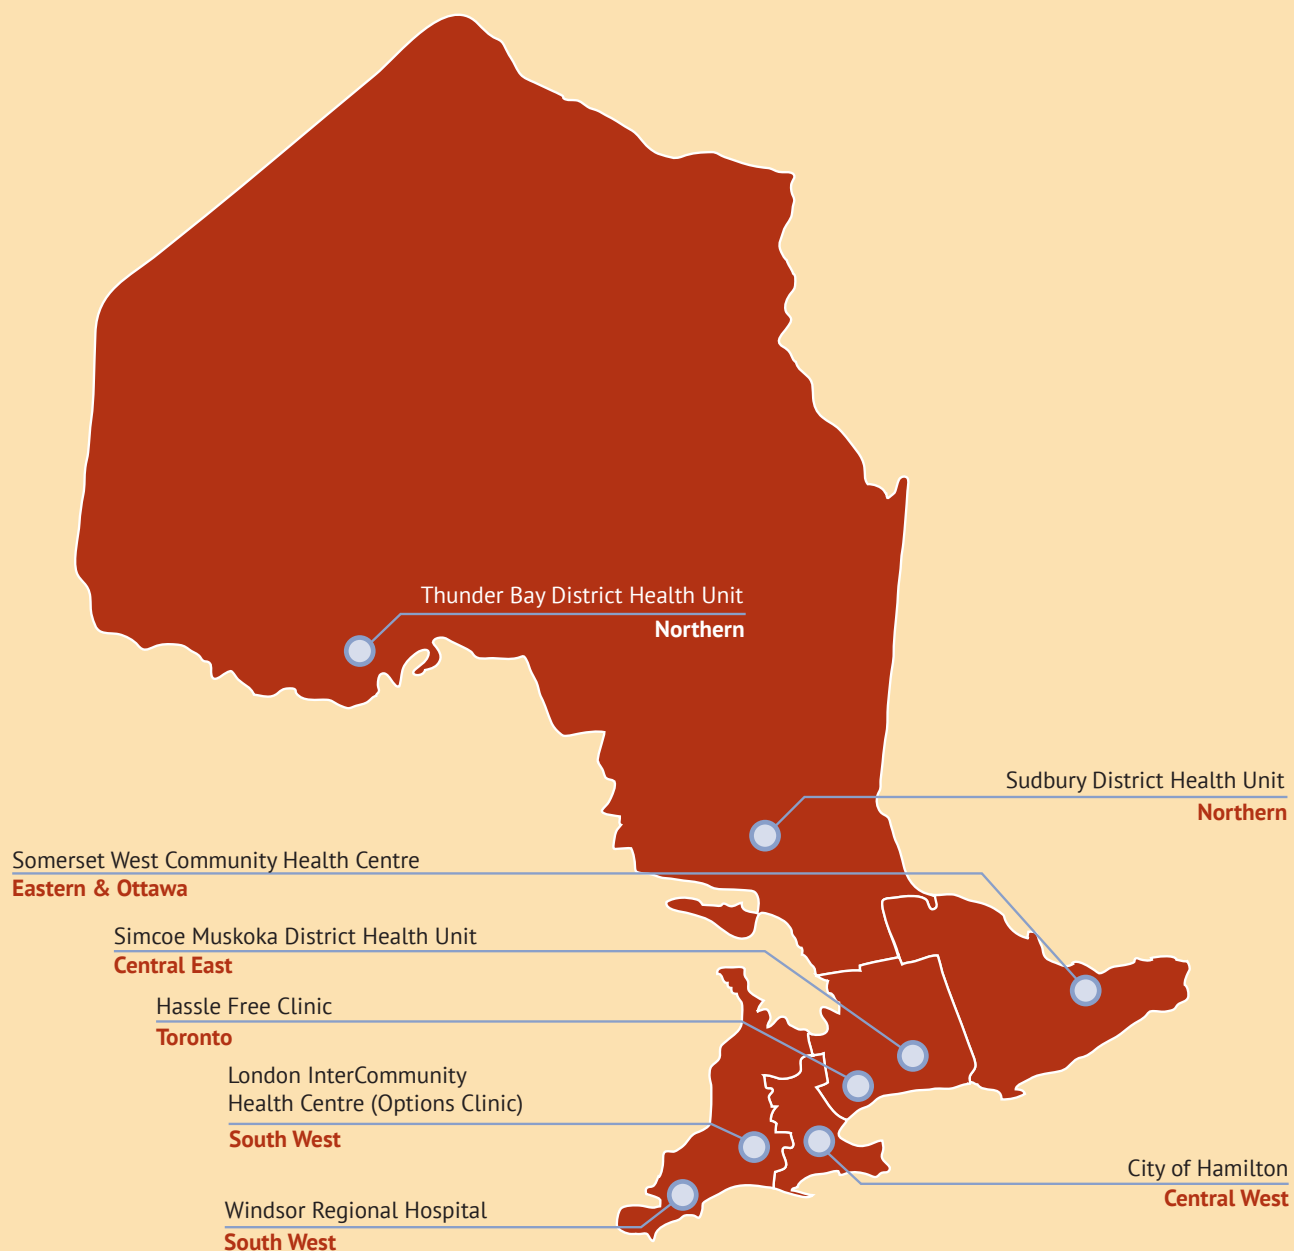 Thunder Bay District Health Unit
Northern
Sudbury District Health Unit
Northern
Somerset West Community Health Centre
Eastern & Ottawa
Simcoe Muskoka District Health Unit
Central East
Hassle Free Clinic
Toronto
London InterCommunity
Health Centre (Options Clinic)
South West
City of Hamilton
Central West
Windsor Regional Hospital
South West